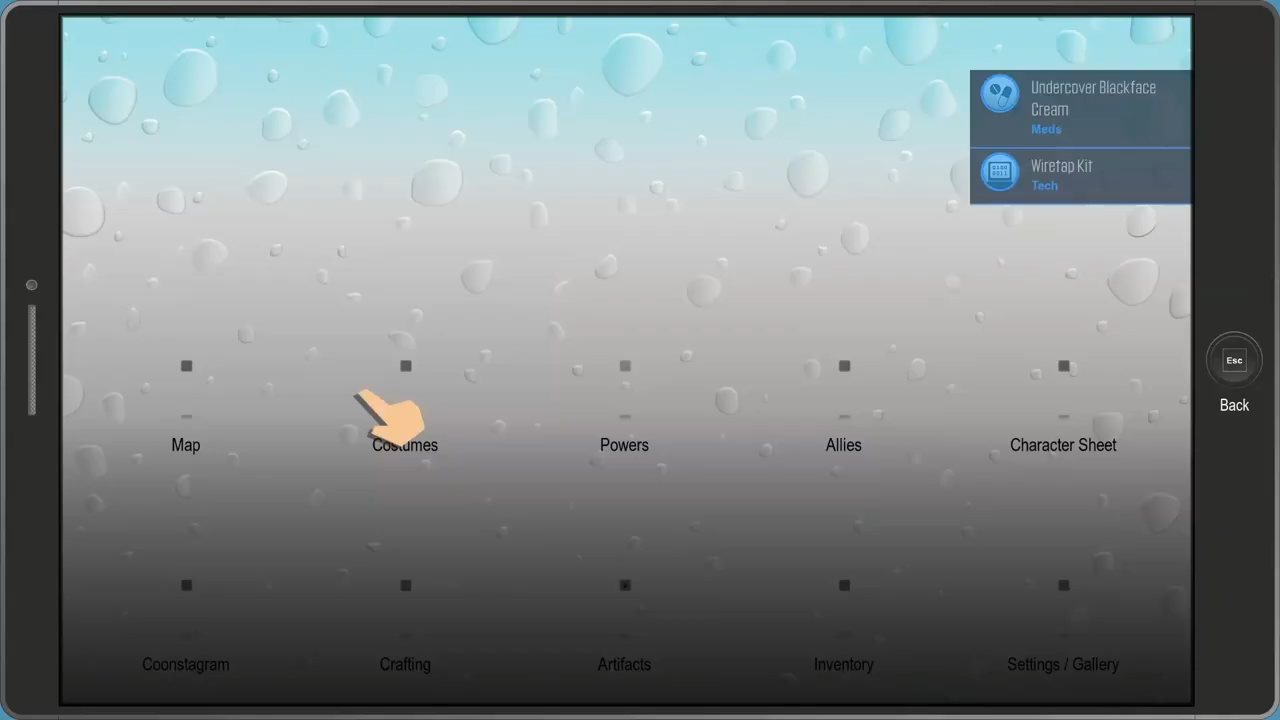 Undercover Blackface
Cream
Meds
Wiretap Kit
Tech
Esc
Back
Map
Costumes
Powers
Allies
Character Sheet
Coonstagram
Crafting
Artifacts
Inventory
Settings / Gallery